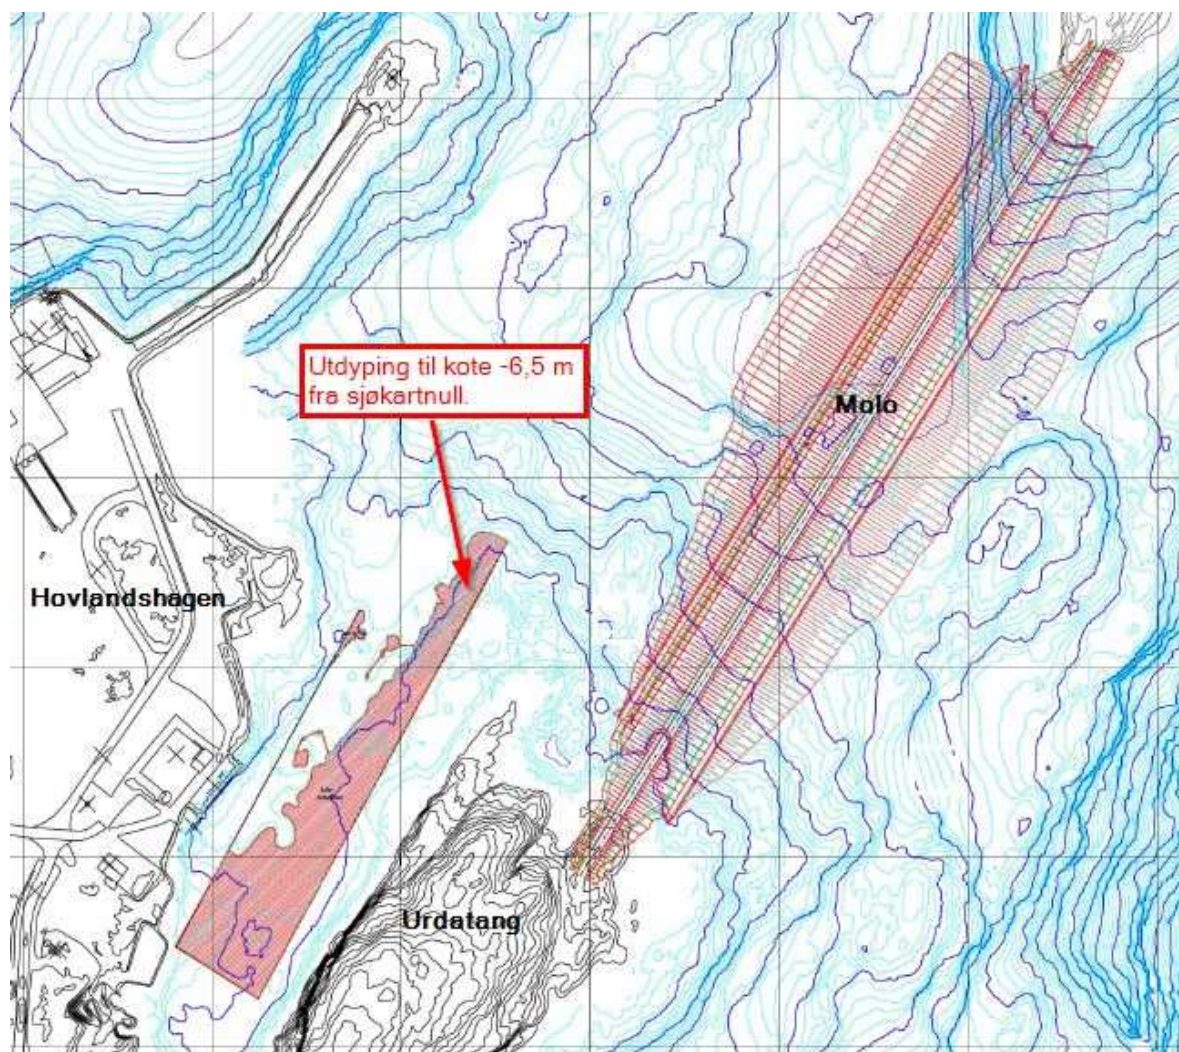 Utdyping til kote -6,5 m
fra sjøkartnull.
Molo
Hovlandshagen
Urdatang